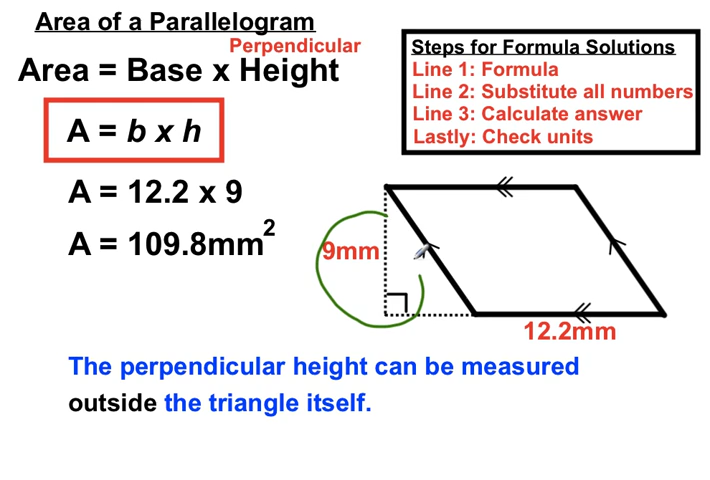 Area of a Parallelogram
Perpendicular
Area = Base x Height
A = b x h
A = 12.2 x 9
A = 109.8mm²
Steps for Formula Solutions
Line 1: Formula
Line 2: Substitute all numbers
Line 3: Calculate answer
Lastly: Check units
9mm
12.2mm
The perpendicular height can be measured
outside the triangle itself.